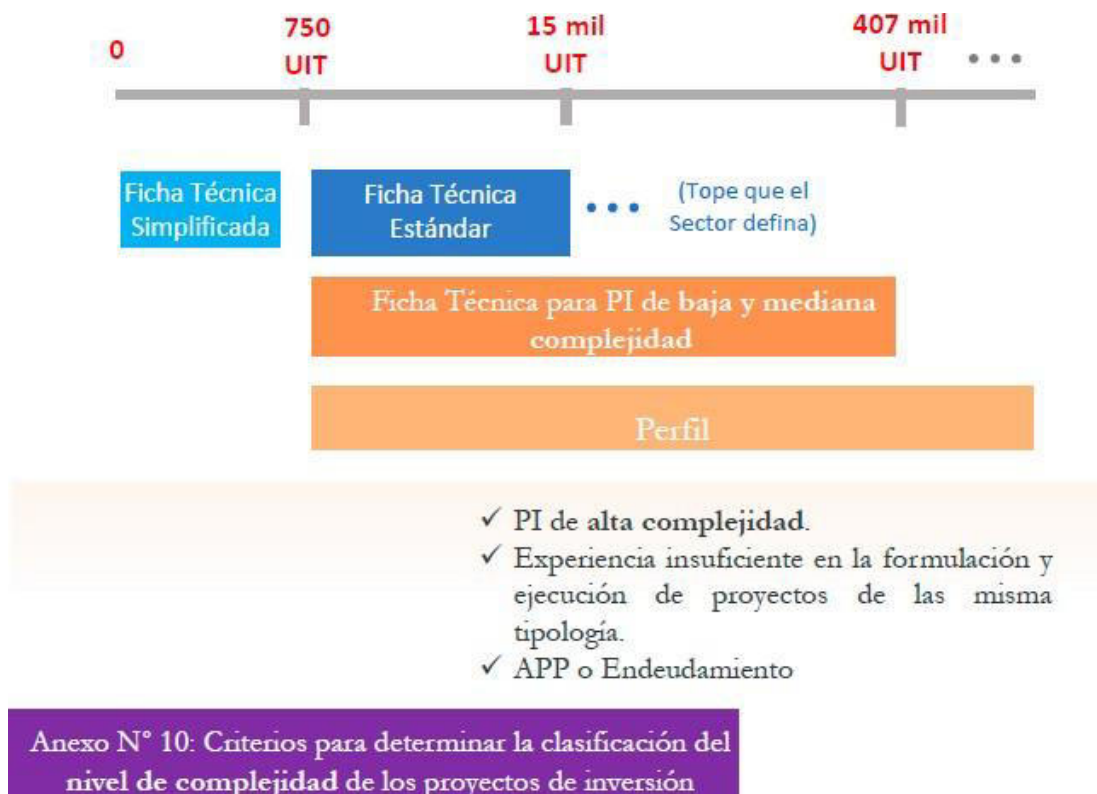 0
750
UIT
15 mil
UIT
407 mil
UIT
...
Ficha Técnica
Simplificada
Ficha Técnica
Estándar
...
(Tope que el
Sector defina)
Ficha Técnica para PI de baja y mediana
complejidad
Perfil
✓ PI de alta complejidad.
✓ Experiencia insuficiente en la formulación y
ejecución de proyectos de las misma
tipología.
✓ APP o Endeudamiento
Anexo N° 10: Criterios para determinar la clasificación del
nivel de complejidad de los proyectos de inversión